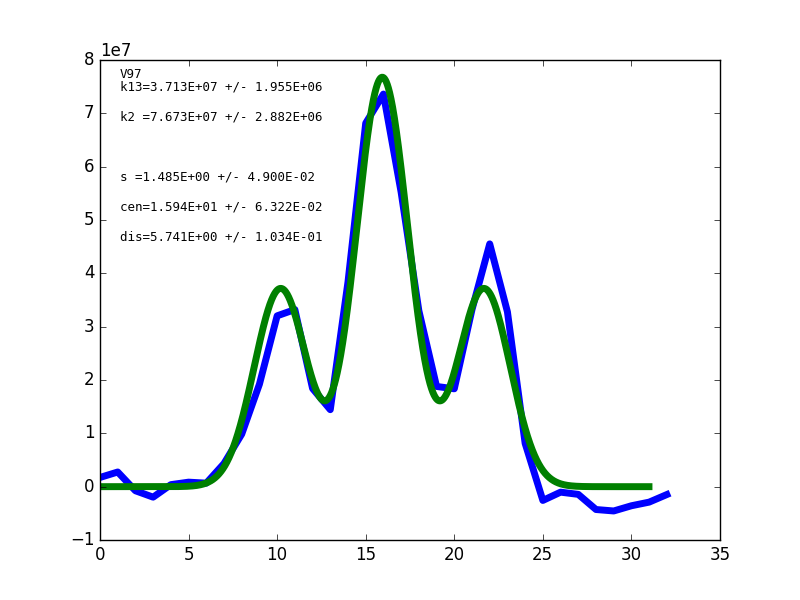 1e7
8
7
6
5
4
3
2
1
0
−1
V97
k13=3.713E+07 +/- 1.955E+06
k2 =7.673E+07 +/- 2.882E+06
s =1.485E+00 +/- 4.900E-02
cen=1.594E+01 +/- 6.322E-02
dis=5.741E+00 +/- 1.034E-01
0 5 10 15 20 25 30 35